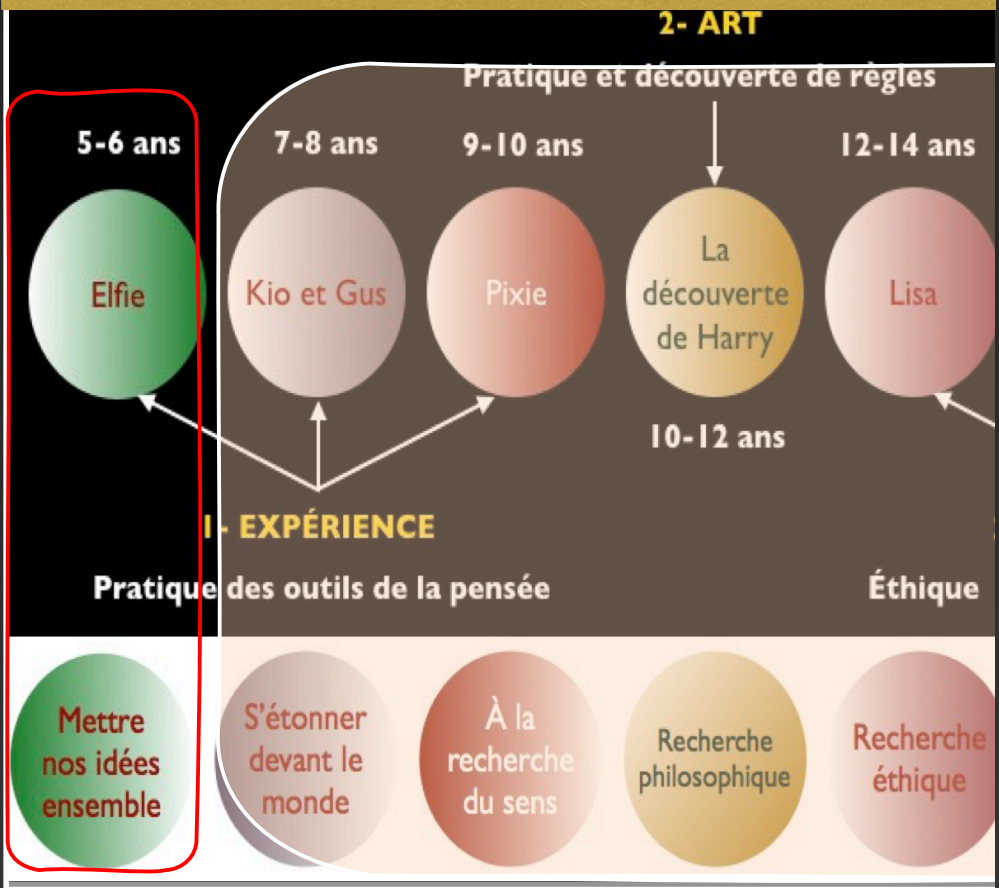 2- ART
Pratique et découverte de règles
5-6 ans
7-8 ans
9-10 ans
12-14 ans
Elfie
Kio et Gus
Pixie
La
découverte
de Harry
Lisa
10-12 ans
1- EXPÉRIENCE
Pratique des outils de la pensée
Éthique
Mettre
nos idées
ensemble
S'étonner
devant le
monde
À la
recherche
du sens
Recherche
philosophique
Recherche
éthique